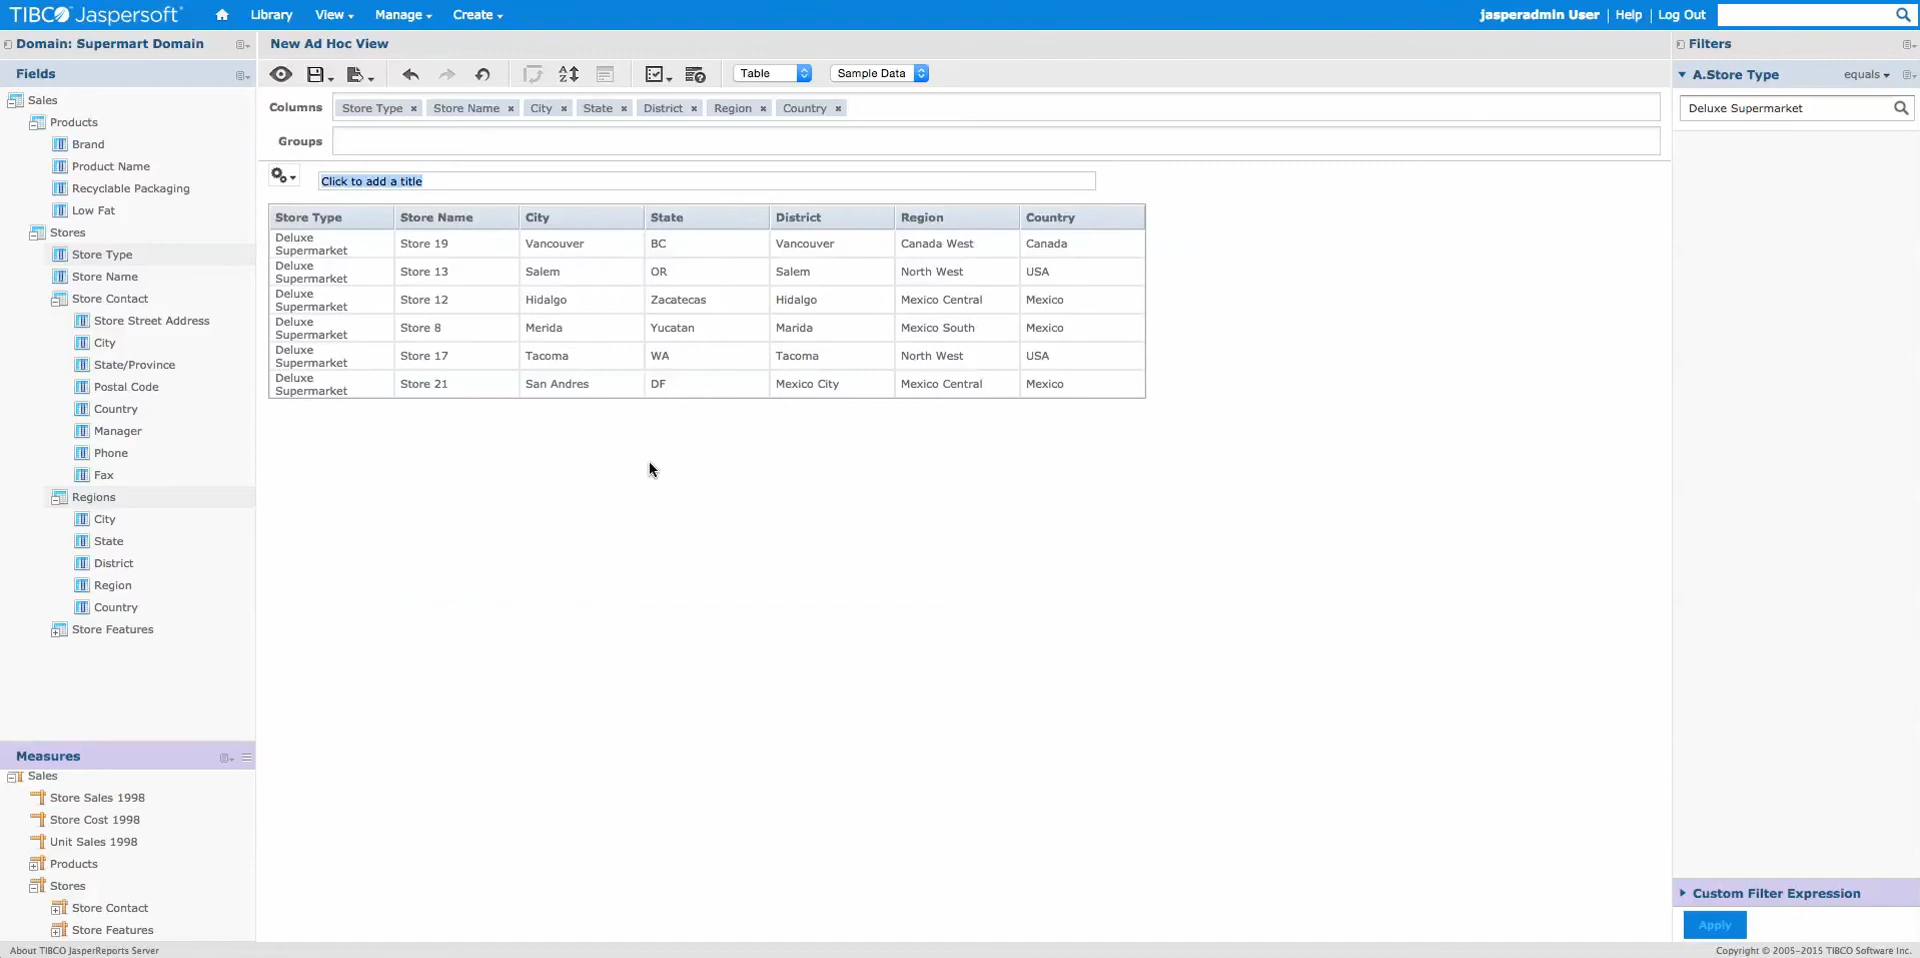 TIBCO Jaspersoft Library View Manage Create jasperadmin User | Help | Log Out
Domain: Supermart Domain
New Ad Hoc View
Filters
Fields
Table
Sample Data
A.Store Type equals
Deluxe Supermarket
Columns Store Type × Store Name × City × State × District × Region × Country ×
Groups
Click to add a title
Sales
Products
Brand
Product Name
Recyclable Packaging
Low Fat
Stores
Store Type
Store Name
Store Contact
Store Street Address
City
State/Province
Postal Code
Country
Manager
Phone
Fax
Regions
City
State
District
Region
Country
Store Features
Store Type Store Name City State District Region Country
Deluxe Supermarket Store 19 Vancouver BC Vancouver Canada West Canada
Deluxe Supermarket Store 13 Salem OR Salem North West USA
Deluxe Supermarket Store 12 Hidalgo Zacatecas Hidalgo Mexico Central Mexico
Deluxe Supermarket Store 8 Merida Yucatan Marida Mexico South Mexico
Deluxe Supermarket Store 17 Tacoma WA Tacoma North West USA
Deluxe Supermarket Store 21 San Andres DF Mexico City Mexico Central Mexico
Measures
Sales
Store Sales 1998
Store Cost 1998
Unit Sales 1998
Products
Stores
Store Contact
Store Features
Custom Filter Expression
Apply
About TIBCO JasperReports Server
Copyright © 2005-2015 TIBCO Software Inc.